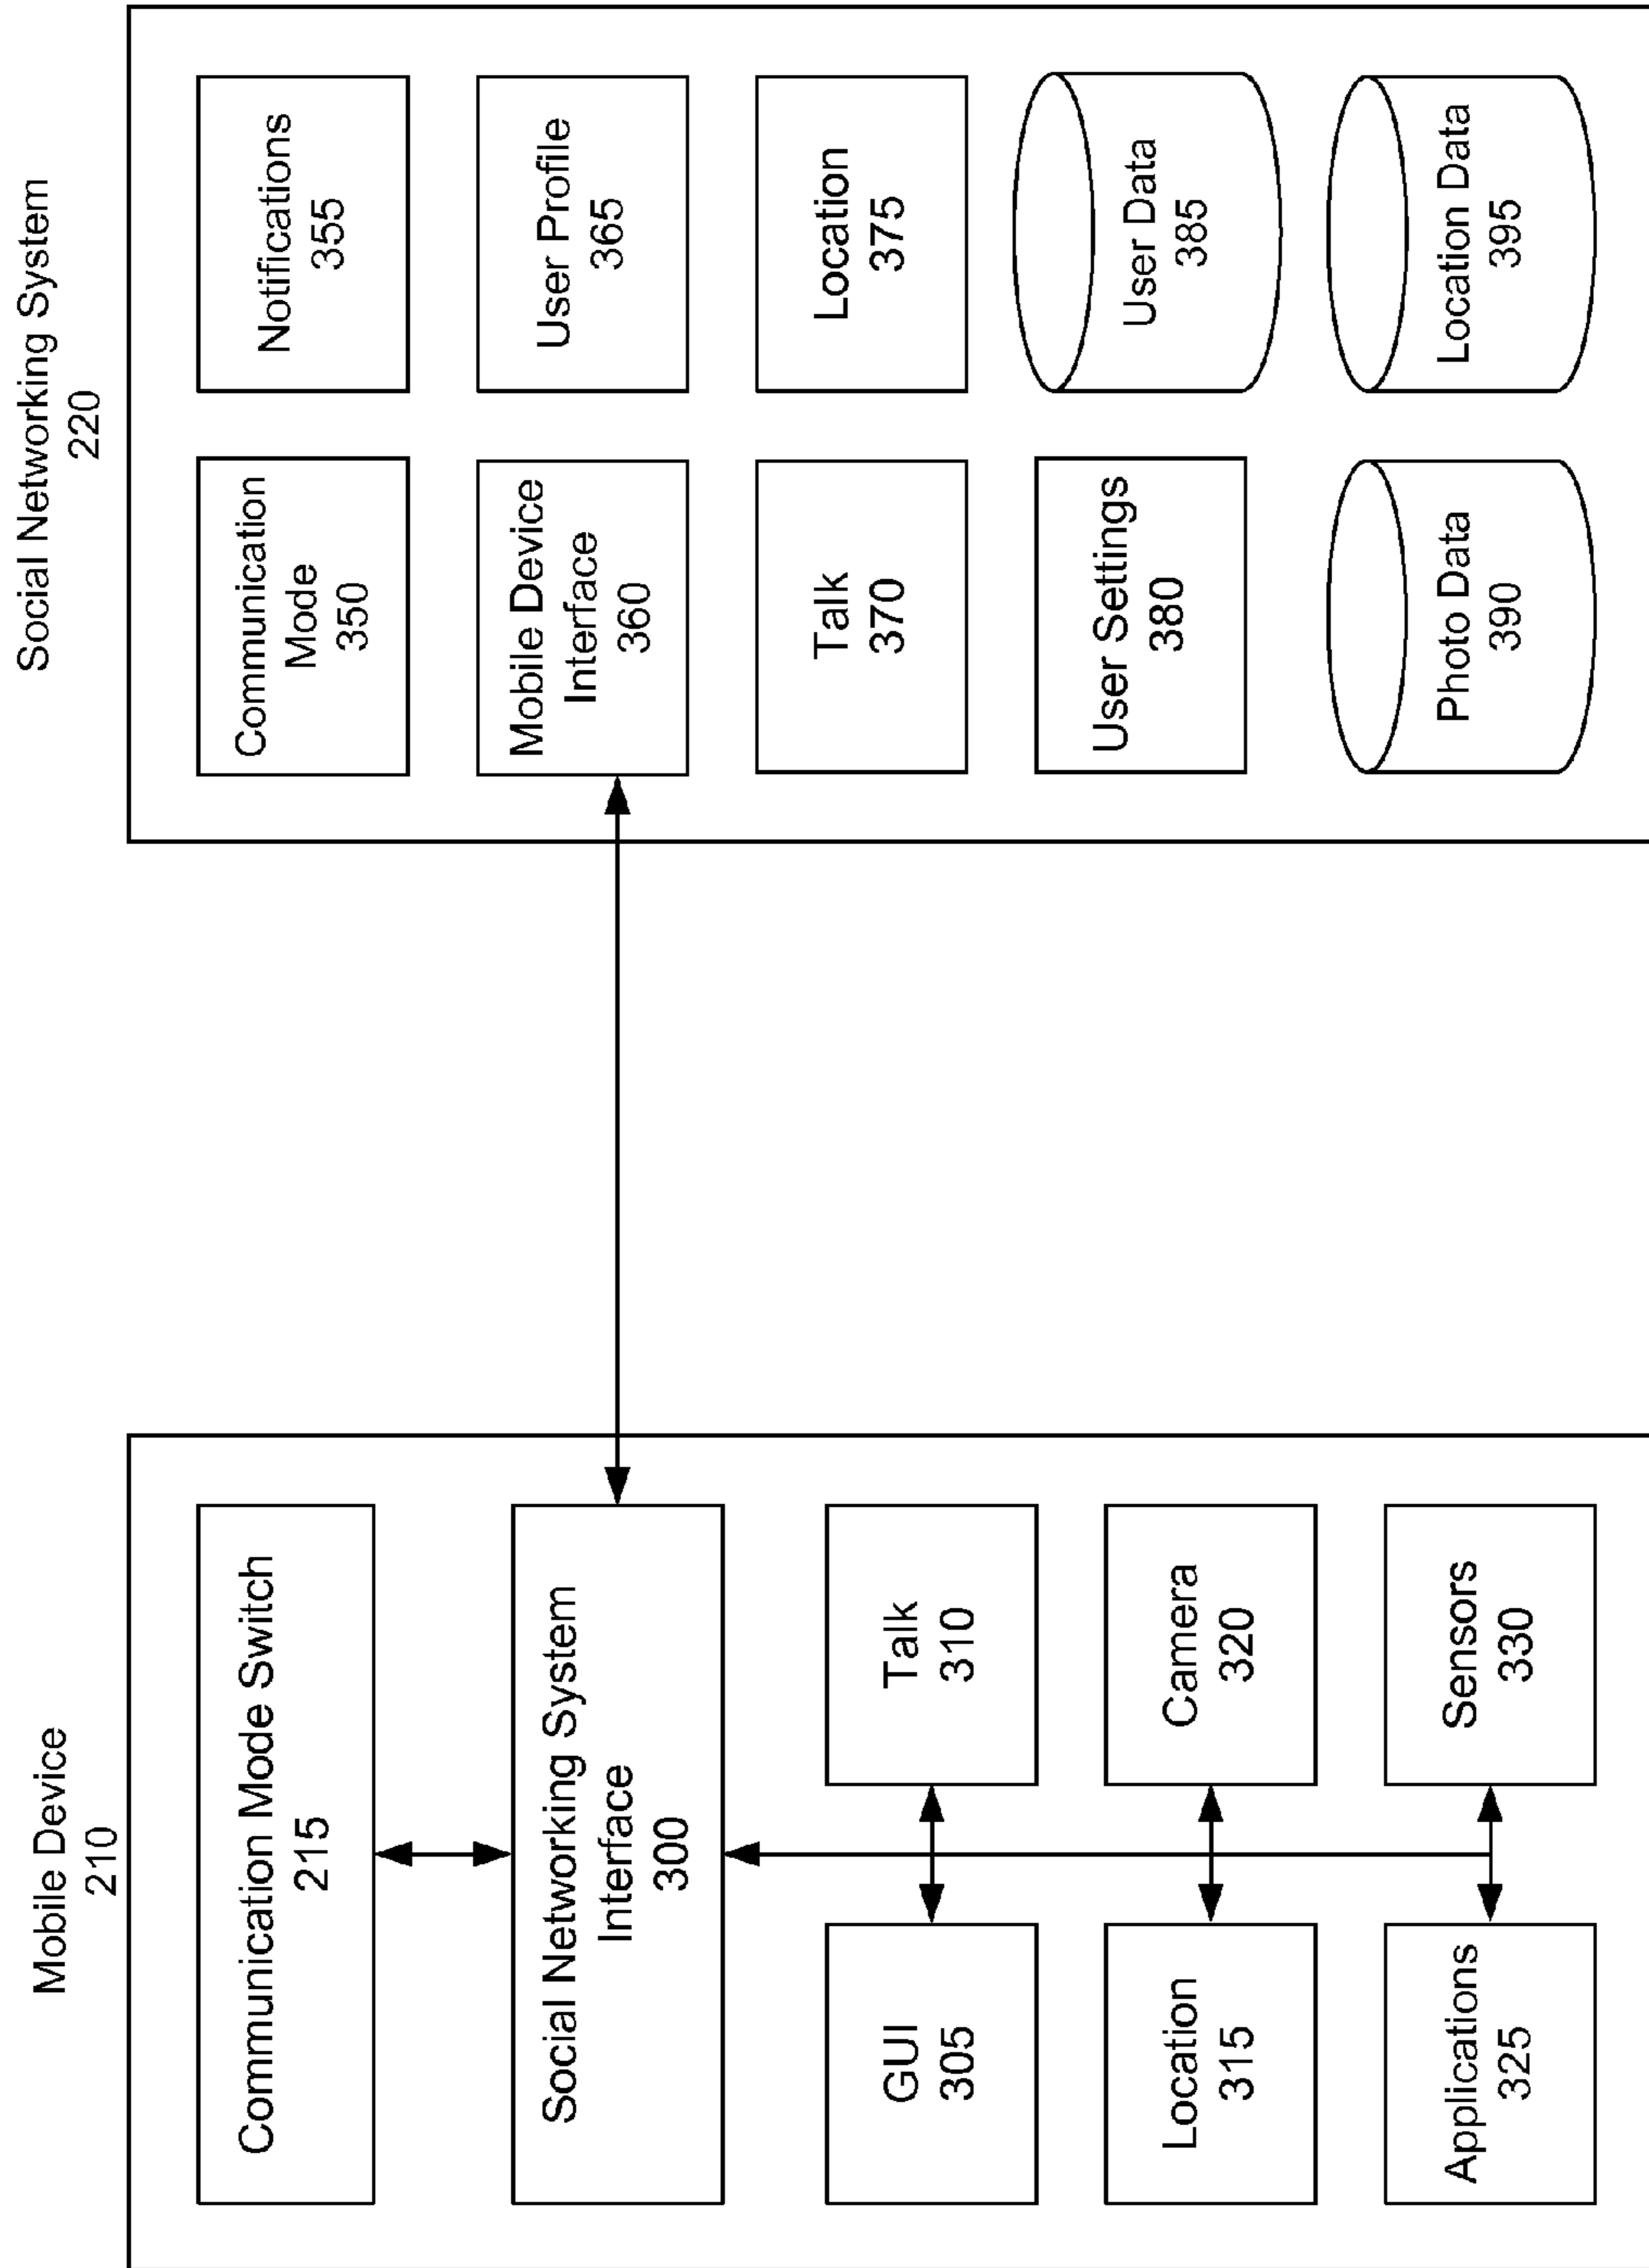 Mobile Device
210
Communication Mode Switch
215
Social Networking System
Interface
300
GUI
305
Talk
310
Location
315
Camera
320
Applications
325
Sensors
330
Social Networking System
220
Communication
Mode
350
Notifications
355
Mobile Device
Interface
360
User Profile
365
Talk
370
Location
375
User Settings
380
User Data
385
Photo Data
390
Location Data
395